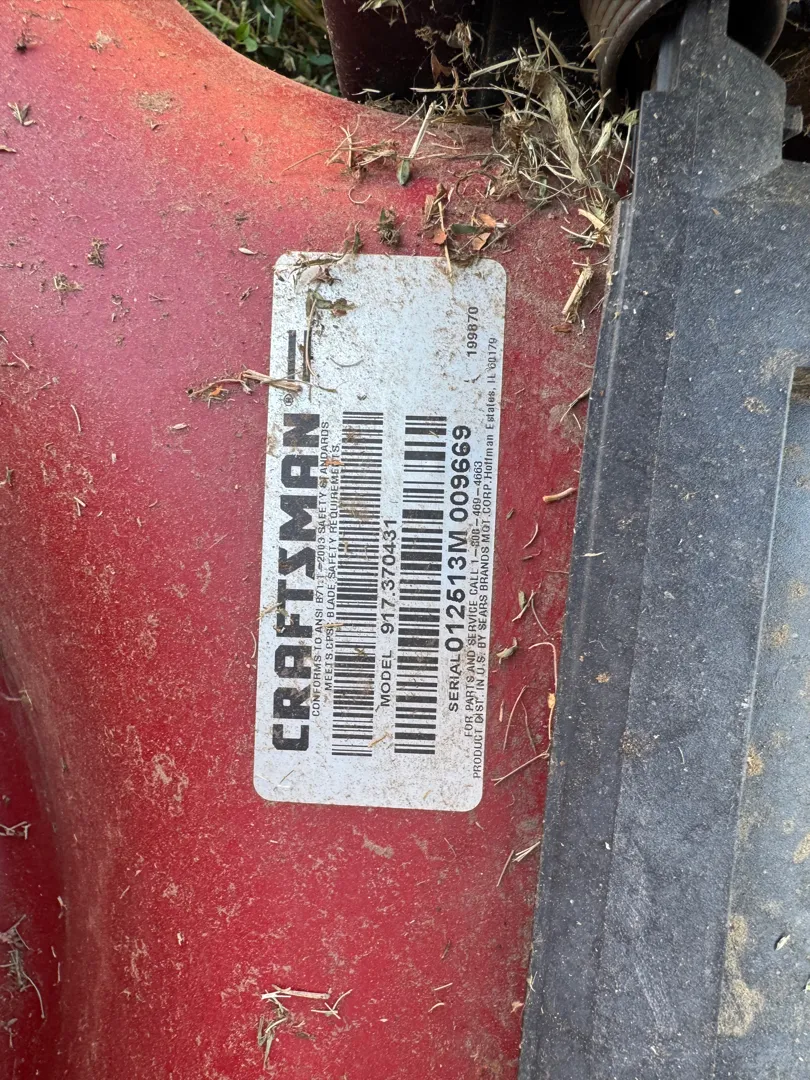 CRAFTSMAN®
CONFORMS TO ANSI B71.1-2003 SAFETY STANDARDS
MEETS CPSC BLADE SAFETY REQUIREMENTS.
MODEL 917.370431
SERIAL 012513M 009669
FOR PARTS AND SERVICE CALL 1-800-469-4663
PRODUCT DIST. IN U.S. BY SEARS BRANDS MGT.CORP.Hoffman Estates, IL 60179
199870